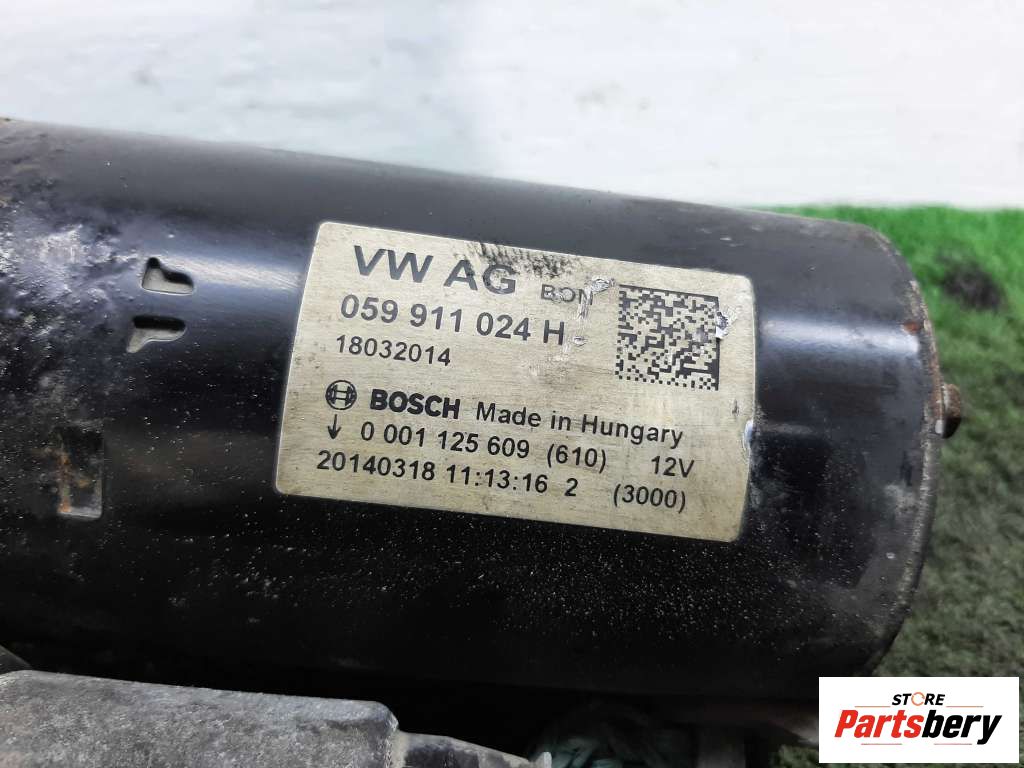 VW AG
059 911 024 H
18032014
BOSCH Made in Hungary
0 001 125 609 (610) 12V
20140318 11:13:16 2 (3000)
STORE
Partsbery